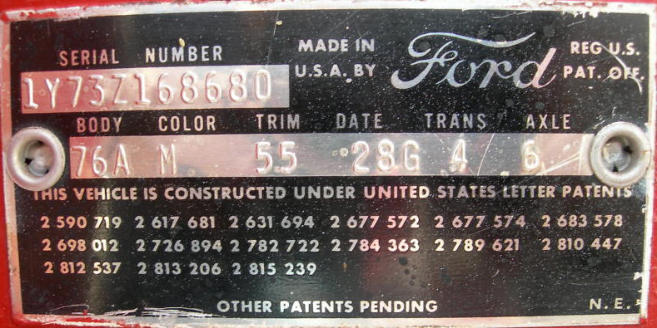 SERIAL NUMBER
MADE IN
U.S.A. BY
Ford
REG U.S.
PAT. OFF.
1Y73Z168680
BODY COLOR TRIM DATE TRANS AXLE
76A M 55 28G 4 6
THIS VEHICLE IS CONSTRUCTED UNDER UNITED STATES LETTER PATENTS
2 590 719 2 617 681 2 631 694 2 677 572 2 677 574 2 683 578
2 698 012 2 726 894 2 782 722 2 784 363 2 789 621 2 810 447
2 812 537 2 813 206 2 815 239
OTHER PATENTS PENDING
N.E.